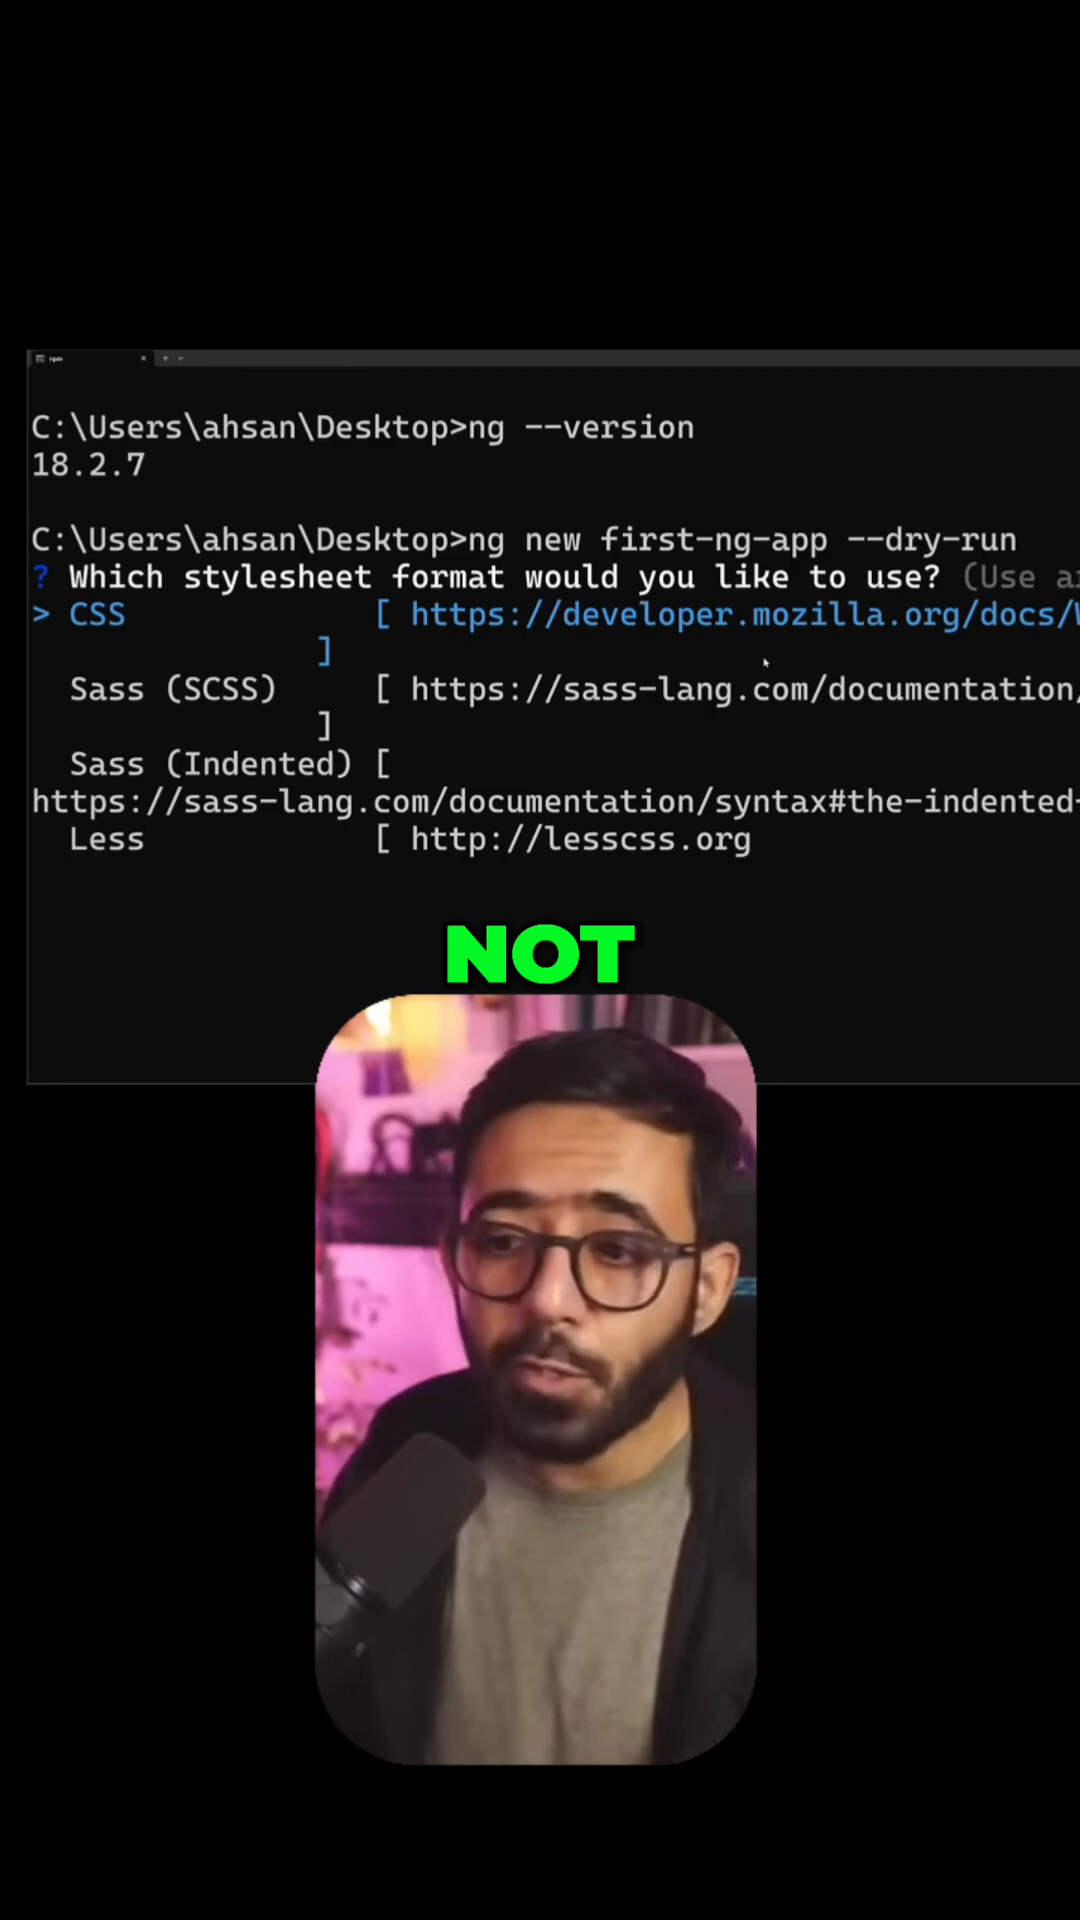 npm
C:\Users\ahsan\Desktop>ng --version
18.2.7
C:\Users\ahsan\Desktop>ng new first-ng-app --dry-run
? Which stylesheet format would you like to use? (Use
> CSS [ https://developer.mozilla.org/docs/
]
Sass (SCSS) [ https://sass-lang.com/documentation/
]
Sass (Indented) [
https://sass-lang.com/documentation/syntax#the-indented-
Less [ http://lesscss.org
NOT